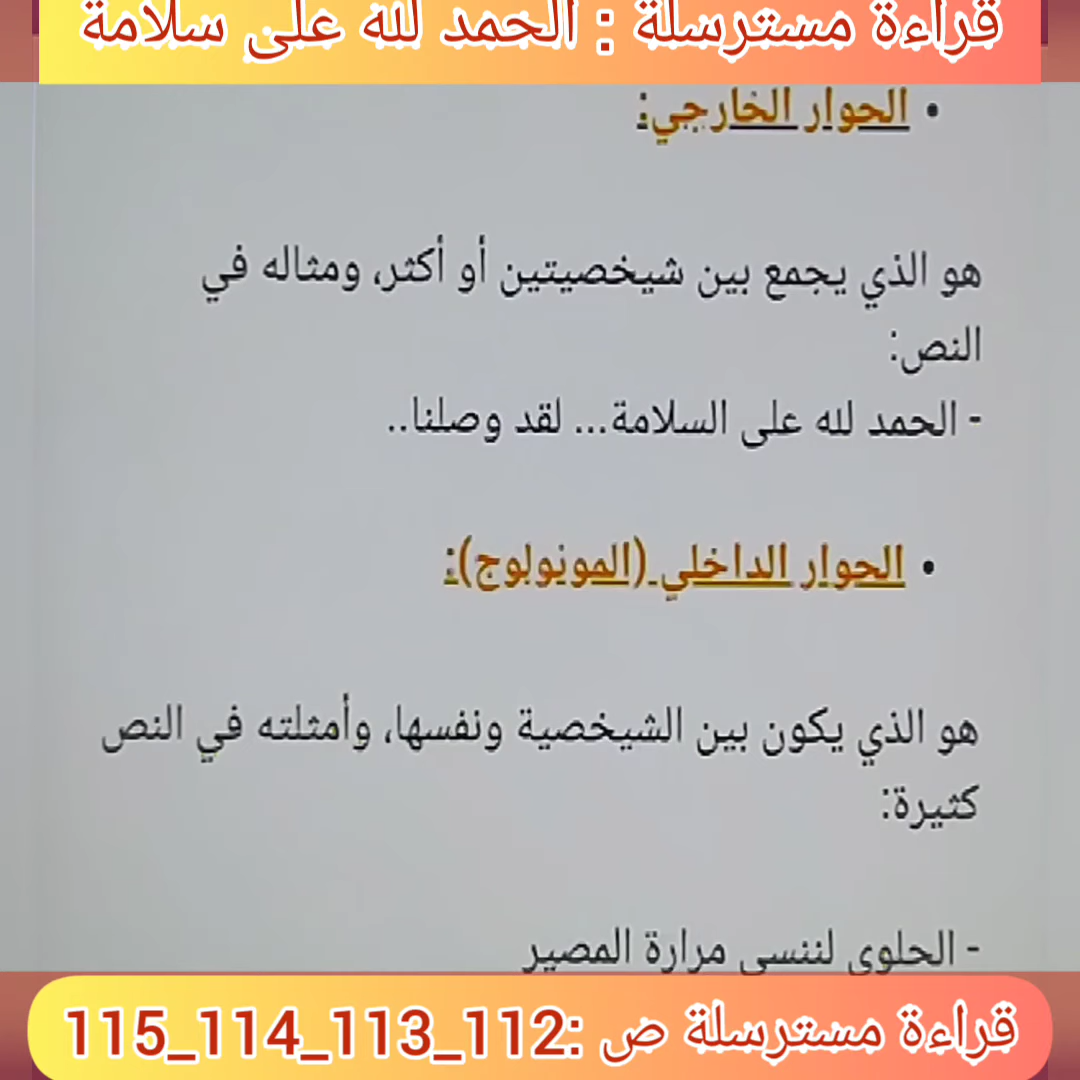 قراءة مسترسلة : الحمد لله على سلامة
• الحوار الخارجي:
هو الذي يجمع بين شيخصيتين أو أكثر، ومثاله في
النص:
- الحمد لله على السلامة... لقد وصلنا..
• الحوار الداخلي (المونولوج):
هو الذي يكون بين الشيخصية ونفسها، وأمثلته في النص
كثيرة:
- الحلوى لننسى مرارة المصير
قراءة مسترسلة ص :112_113_114_115